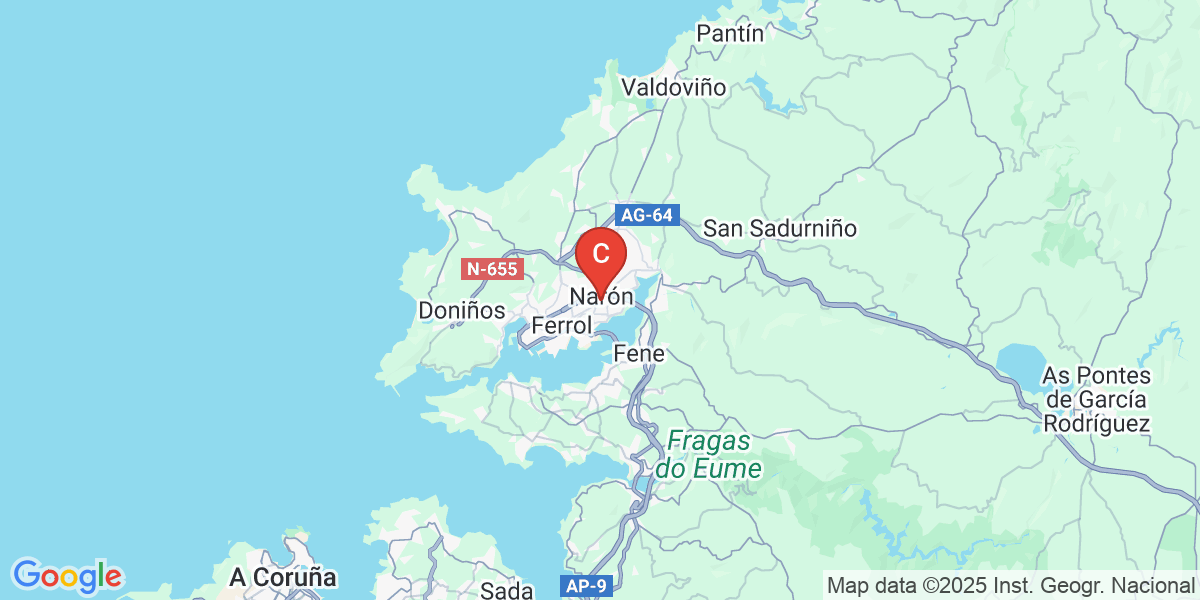 Pantín
Valdoviño
AG-64
San Sadurniño
C
N-655
Narón
Doniños
Ferrol
Fene
As Pontes
de García
Rodríguez
Fragas
do Eume
A Coruña
Sada
AP-9
Google
Map data ©2025 Inst. Geogr. Nacional